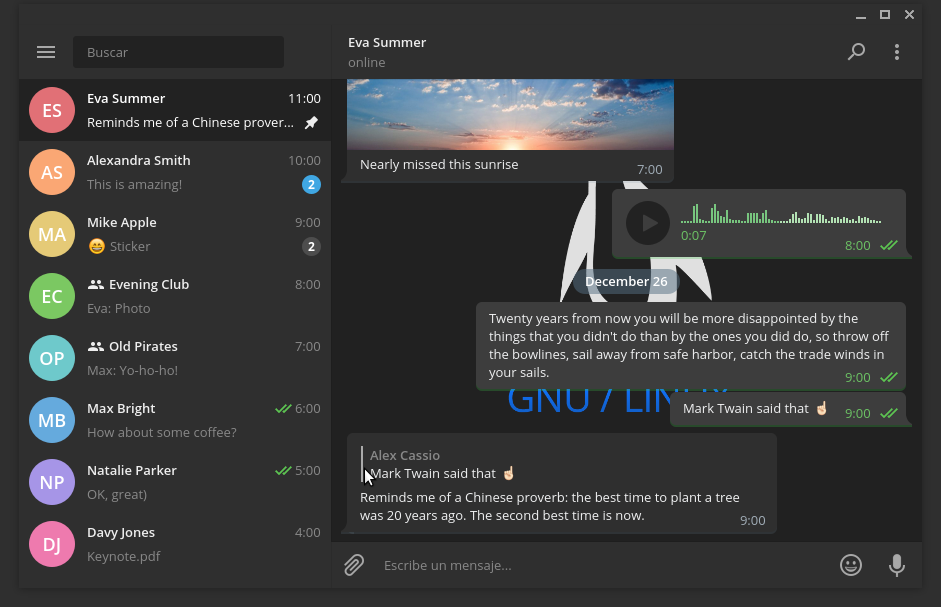 Buscar
ES
Eva Summer
11:00
Reminds me of a Chinese prover...
AS
Alexandra Smith
10:00
This is amazing!
2
MA
Mike Apple
9:00
😁 Sticker
2
EC
Evening Club
8:00
Eva: Photo
OP
Old Pirates
7:00
Max: Yo-ho-ho!
MB
Max Bright
6:00
How about some coffee?
NP
Natalie Parker
5:00
OK, great)
DJ
Davy Jones
4:00
Keynote.pdf
Eva Summer
online
Nearly missed this sunrise
7:00
0:07
8:00
December 26
Twenty years from now you will be more disappointed by the
things that you didn't do than by the ones you did do, so throw off
the bowlines, sail away from safe harbor, catch the trade winds in
your sails.
9:00
GNU / LINUX
Mark Twain said that ☝🏻
9:00
Alex Cassio
Mark Twain said that ☝🏻
Reminds me of a Chinese proverb: the best time to plant a tree
was 20 years ago. The second best time is now.
9:00
Escribe un mensaje...